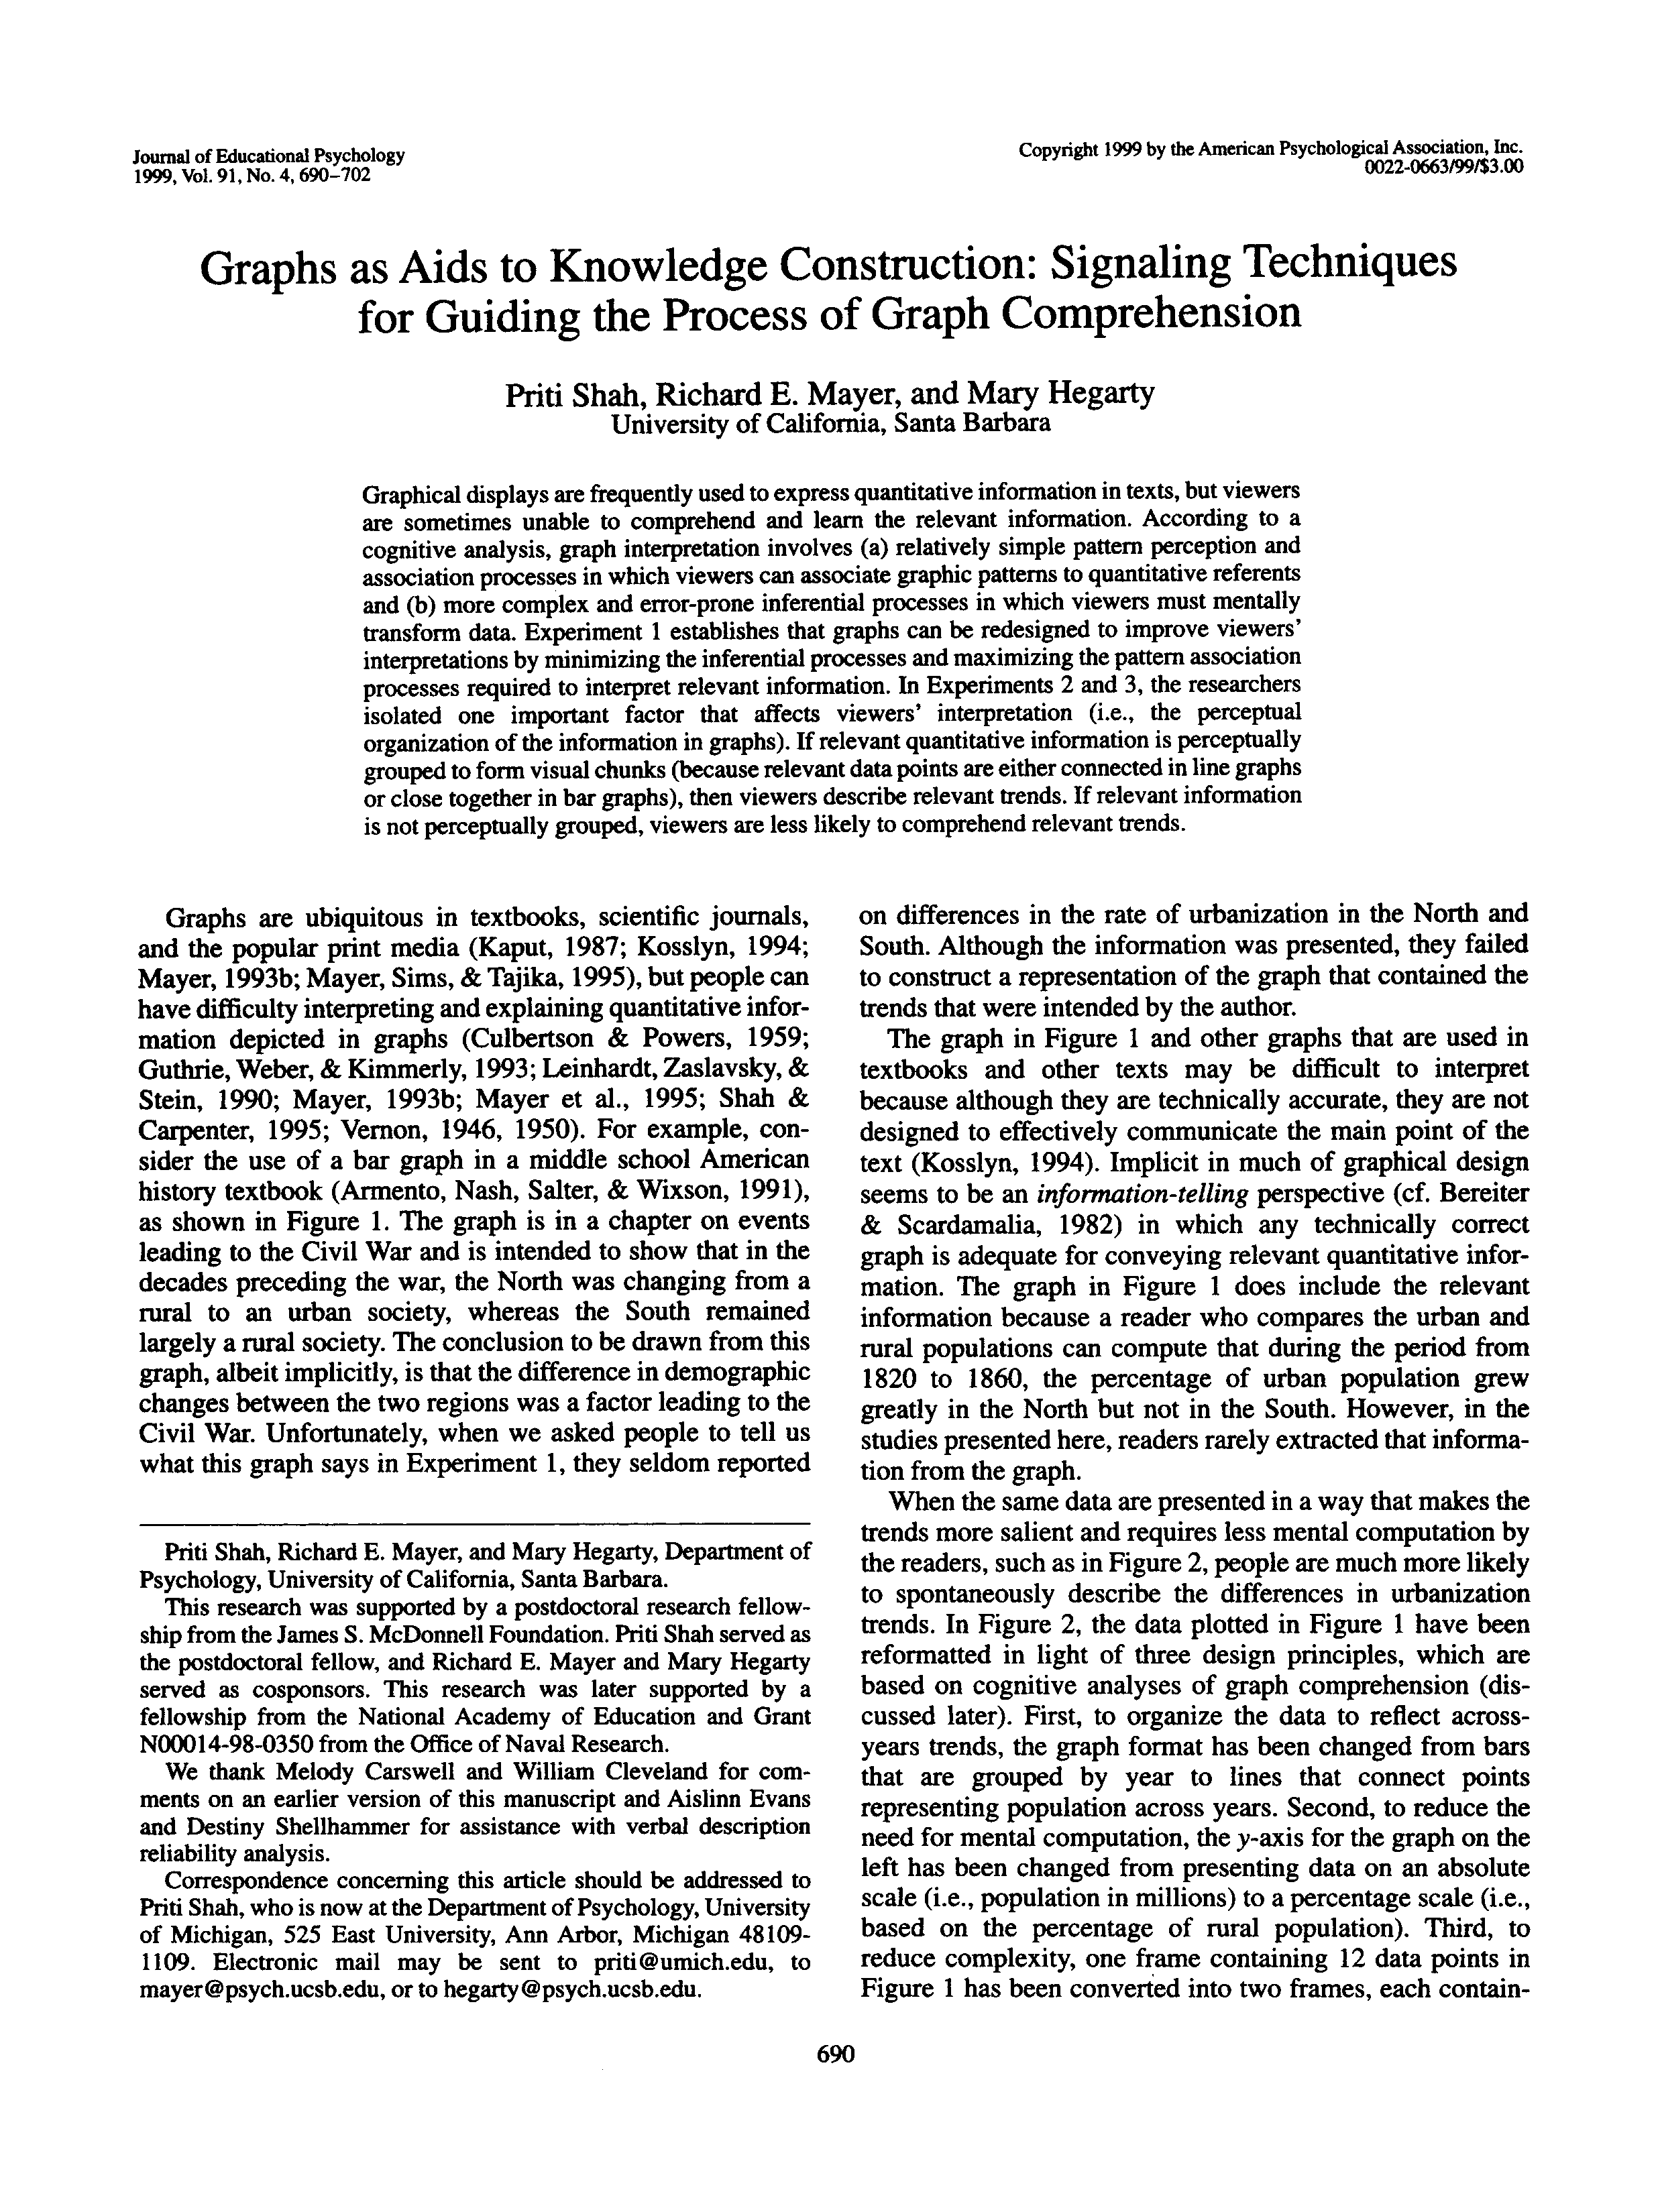 Journal of Educational Psychology
1999, Vol. 91, No. 4, 690–702
Copyright 1999 by the American Psychological Association, Inc.
0022-0663/99/$3.00
Graphs as Aids to Knowledge Construction: Signaling Techniques
for Guiding the Process of Graph Comprehension
Priti Shah, Richard E. Mayer, and Mary Hegarty
University of California, Santa Barbara
Graphical displays are frequently used to express quantitative information in texts, but viewers
are sometimes unable to comprehend and learn the relevant information. According to a
cognitive analysis, graph interpretation involves (a) relatively simple pattern perception and
association processes in which viewers can associate graphic patterns to quantitative referents
and (b) more complex and error-prone inferential processes in which viewers must mentally
transform data. Experiment 1 establishes that graphs can be redesigned to improve viewers'
interpretations by minimizing the inferential processes and maximizing the pattern association
processes required to interpret relevant information. In Experiments 2 and 3, the researchers
isolated one important factor that affects viewers' interpretation (i.e., the perceptual
organization of the information in graphs). If relevant quantitative information is perceptually
grouped to form visual chunks (because relevant data points are either connected in line graphs
or close together in bar graphs), then viewers describe relevant trends. If relevant information
is not perceptually grouped, viewers are less likely to comprehend relevant trends.
Graphs are ubiquitous in textbooks, scientific journals,
and the popular print media (Kaput, 1987; Kosslyn, 1994;
Mayer, 1993b; Mayer, Sims, & Tajika, 1995), but people can
have difficulty interpreting and explaining quantitative infor-
mation depicted in graphs (Culbertson & Powers, 1959;
Guthrie, Weber, & Kimmerly, 1993; Leinhardt, Zaslavsky, &
Stein, 1990; Mayer, 1993b; Mayer et al., 1995; Shah &
Carpenter, 1995; Vernon, 1946, 1950). For example, con-
sider the use of a bar graph in a middle school American
history textbook (Armento, Nash, Salter, & Wixson, 1991),
as shown in Figure 1. The graph is in a chapter on events
leading to the Civil War and is intended to show that in the
decades preceding the war, the North was changing from a
rural to an urban society, whereas the South remained
largely a rural society. The conclusion to be drawn from this
graph, albeit implicitly, is that the difference in demographic
changes between the two regions was a factor leading to the
Civil War. Unfortunately, when we asked people to tell us
what this graph says in Experiment 1, they seldom reported
Priti Shah, Richard E. Mayer, and Mary Hegarty, Department of
Psychology, University of California, Santa Barbara.
This research was supported by a postdoctoral research fellow-
ship from the James S. McDonnell Foundation. Priti Shah served as
the postdoctoral fellow, and Richard E. Mayer and Mary Hegarty
served as cosponsors. This research was later supported by a
fellowship from the National Academy of Education and Grant
N00014-98-0350 from the Office of Naval Research.
We thank Melody Carswell and William Cleveland for com-
ments on an earlier version of this manuscript and Aislinn Evans
and Destiny Shellhammer for assistance with verbal description
reliability analysis.
Correspondence concerning this article should be addressed to
Priti Shah, who is now at the Department of Psychology, University
of Michigan, 525 East University, Ann Arbor, Michigan 48109-
1109. Electronic mail may be sent to priti@umich.edu, to
mayer@psych.ucsb.edu, or to hegarty@psych.ucsb.edu.
on differences in the rate of urbanization in the North and
South. Although the information was presented, they failed
to construct a representation of the graph that contained the
trends that were intended by the author.
The graph in Figure 1 and other graphs that are used in
textbooks and other texts may be difficult to interpret
because although they are technically accurate, they are not
designed to effectively communicate the main point of the
text (Kosslyn, 1994). Implicit in much of graphical design
seems to be an information-telling perspective (cf. Bereiter
& Scardamalia, 1982) in which any technically correct
graph is adequate for conveying relevant quantitative infor-
mation. The graph in Figure 1 does include the relevant
information because a reader who compares the urban and
rural populations can compute that during the period from
1820 to 1860, the percentage of urban population grew
greatly in the North but not in the South. However, in the
studies presented here, readers rarely extracted that informa-
tion from the graph.
When the same data are presented in a way that makes the
trends more salient and requires less mental computation by
the readers, such as in Figure 2, people are much more likely
to spontaneously describe the differences in urbanization
trends. In Figure 2, the data plotted in Figure 1 have been
reformatted in light of three design principles, which are
based on cognitive analyses of graph comprehension (dis-
cussed later). First, to organize the data to reflect across-
years trends, the graph format has been changed from bars
that are grouped by year to lines that connect points
representing population across years. Second, to reduce the
need for mental computation, the y-axis for the graph on the
left has been changed from presenting data on an absolute
scale (i.e., population in millions) to a percentage scale (i.e.,
based on the percentage of rural population). Third, to
reduce complexity, one frame containing 12 data points in
Figure 1 has been converted into two frames, each contain-
690